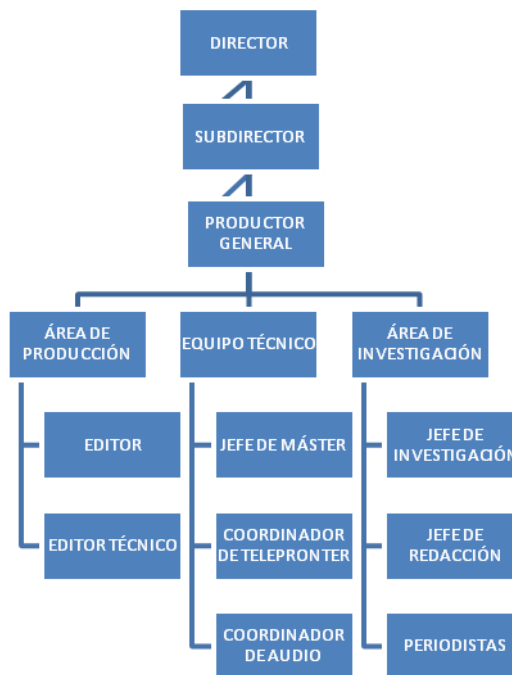 DIRECTOR
SUBDIRECTOR
PRODUCTOR
GENERAL
ÁREA DE
PRODUCCIÓN
EDITOR
EDITOR TÉCNICO
EQUIPO TÉCNICO
JEFE DE MÁSTER
COORDINADOR
DE TELEPRONTER
COORDINADOR
DE AUDIO
ÁREA DE
INVESTIGACIÓN
JEFE DE
INVESTIGACIÓN
JEFE DE
REDACCIÓN
PERIODISTAS